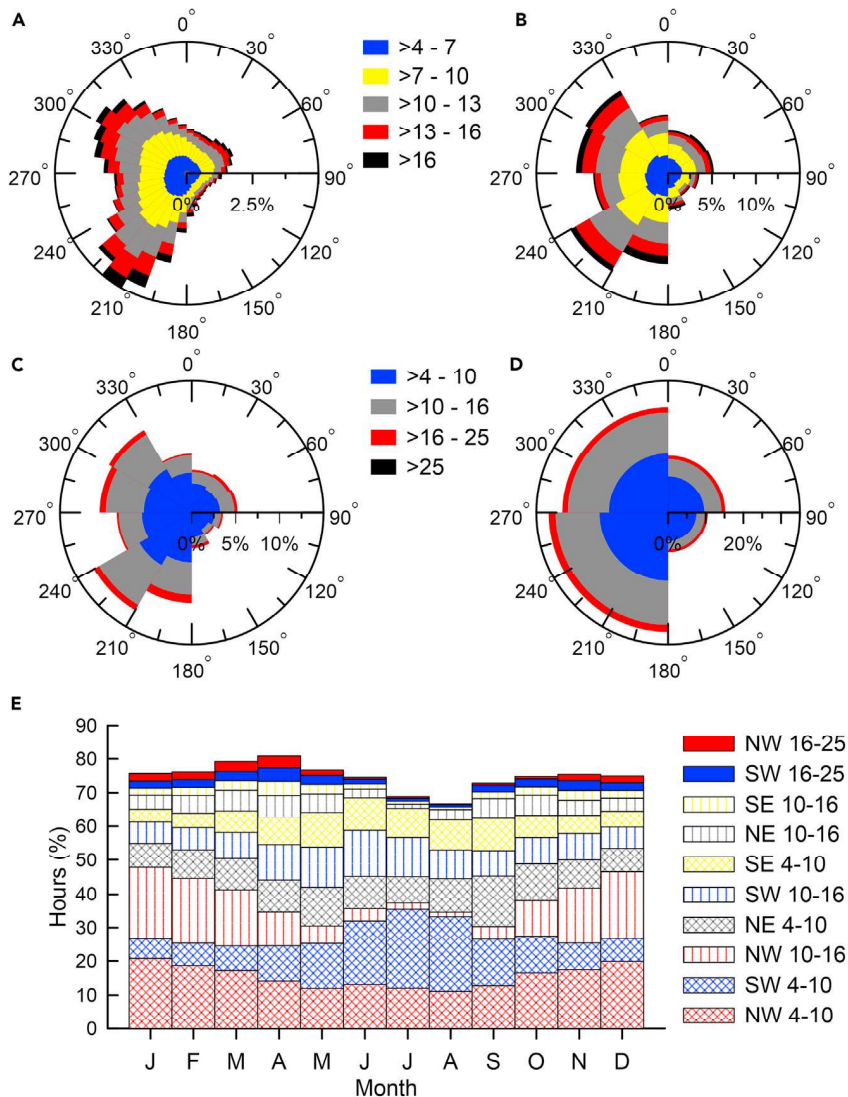 A
0°
30°
60°
90°
120°
150°
180°
210°
240°
270°
300°
330°
0%
2.5%
>4 - 7
>7 - 10
>10 - 13
>13 - 16
>16
B
0°
30°
60°
90°
120°
150°
180°
210°
240°
270°
300°
330°
0%
5%
10%
C
0°
30°
60°
90°
120°
150°
180°
210°
240°
270°
300°
330°
0%
5%
10%
>4 - 10
>10 - 16
>16 - 25
>25
D
0°
30°
60°
90°
120°
150°
180°
210°
240°
270°
300°
330°
0%
20%
E
Hours (%)
90
80
70
60
50
40
30
20
10
0
J F M A M J J A S O N D
Month
NW 16-25
SW 16-25
SE 10-16
NE 10-16
SE 4-10
SW 10-16
NE 4-10
NW 10-16
SW 4-10
NW 4-10